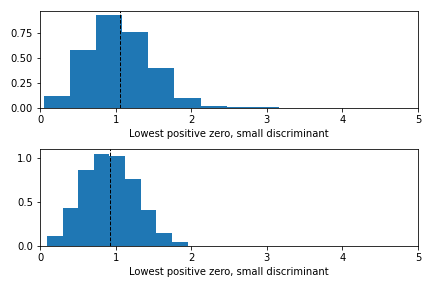 0.75
0.50
0.25
0.00
0 1 2 3 4 5
Lowest positive zero, small discriminant
1.0
0.5
0.0
0 1 2 3 4 5
Lowest positive zero, small discriminant